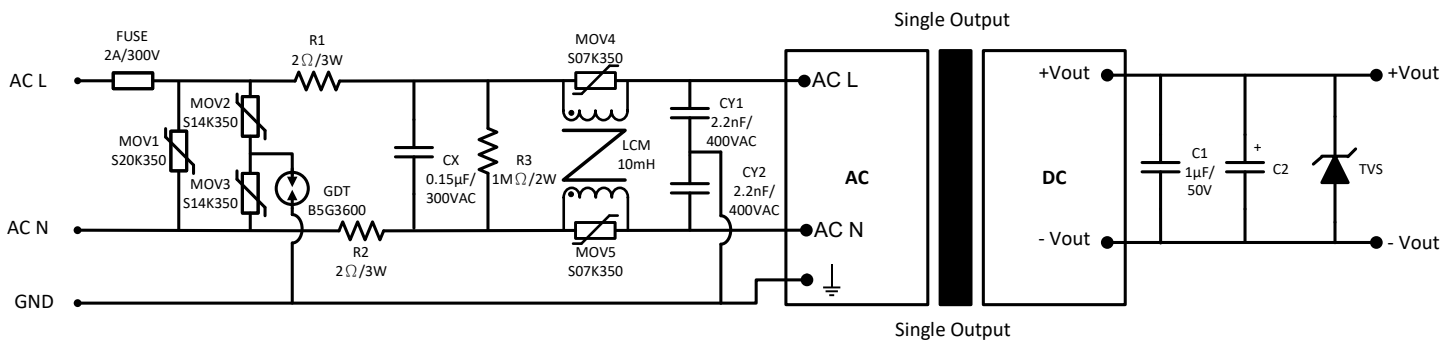 Single Output
FUSE
2A/300V
R1
2Ω/3W
MOV4
S07K350
AC L
AC L
+Vout
+Vout
MOV2
S14K350
MOV1
S20K350
MOV3
S14K350
GDT
B5G3600
CX
0.15μF/
300VAC
R3
1MΩ/2W
LCM
10mH
CY1
2.2nF/
400VAC
CY2
2.2nF/
400VAC
AC
DC
C1
1μF/
50V
+
C2
TVS
AC N
R2
2Ω/3W
MOV5
S07K350
AC N
- Vout
- Vout
GND
Single Output